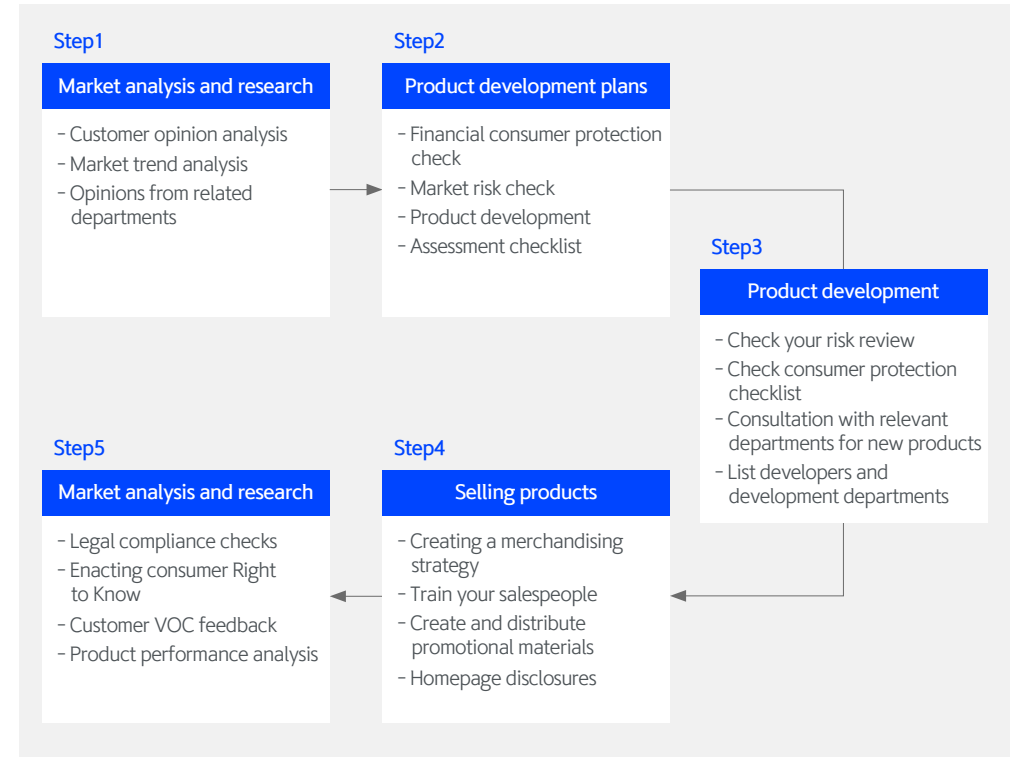 Step1
Market analysis and research
- Customer opinion analysis
- Market trend analysis
- Opinions from related
departments
Step2
Product development plans
- Financial consumer protection
check
- Market risk check
- Product development
- Assessment checklist
Step3
Product development
- Check your risk review
- Check consumer protection
checklist
- Consultation with relevant
departments for new products
- List developers and
development departments
Step4
Selling products
- Creating a merchandising
strategy
- Train your salespeople
- Create and distribute
promotional materials
- Homepage disclosures
Step5
Market analysis and research
- Legal compliance checks
- Enacting consumer Right
to Know
- Customer VOC feedback
- Product performance analysis